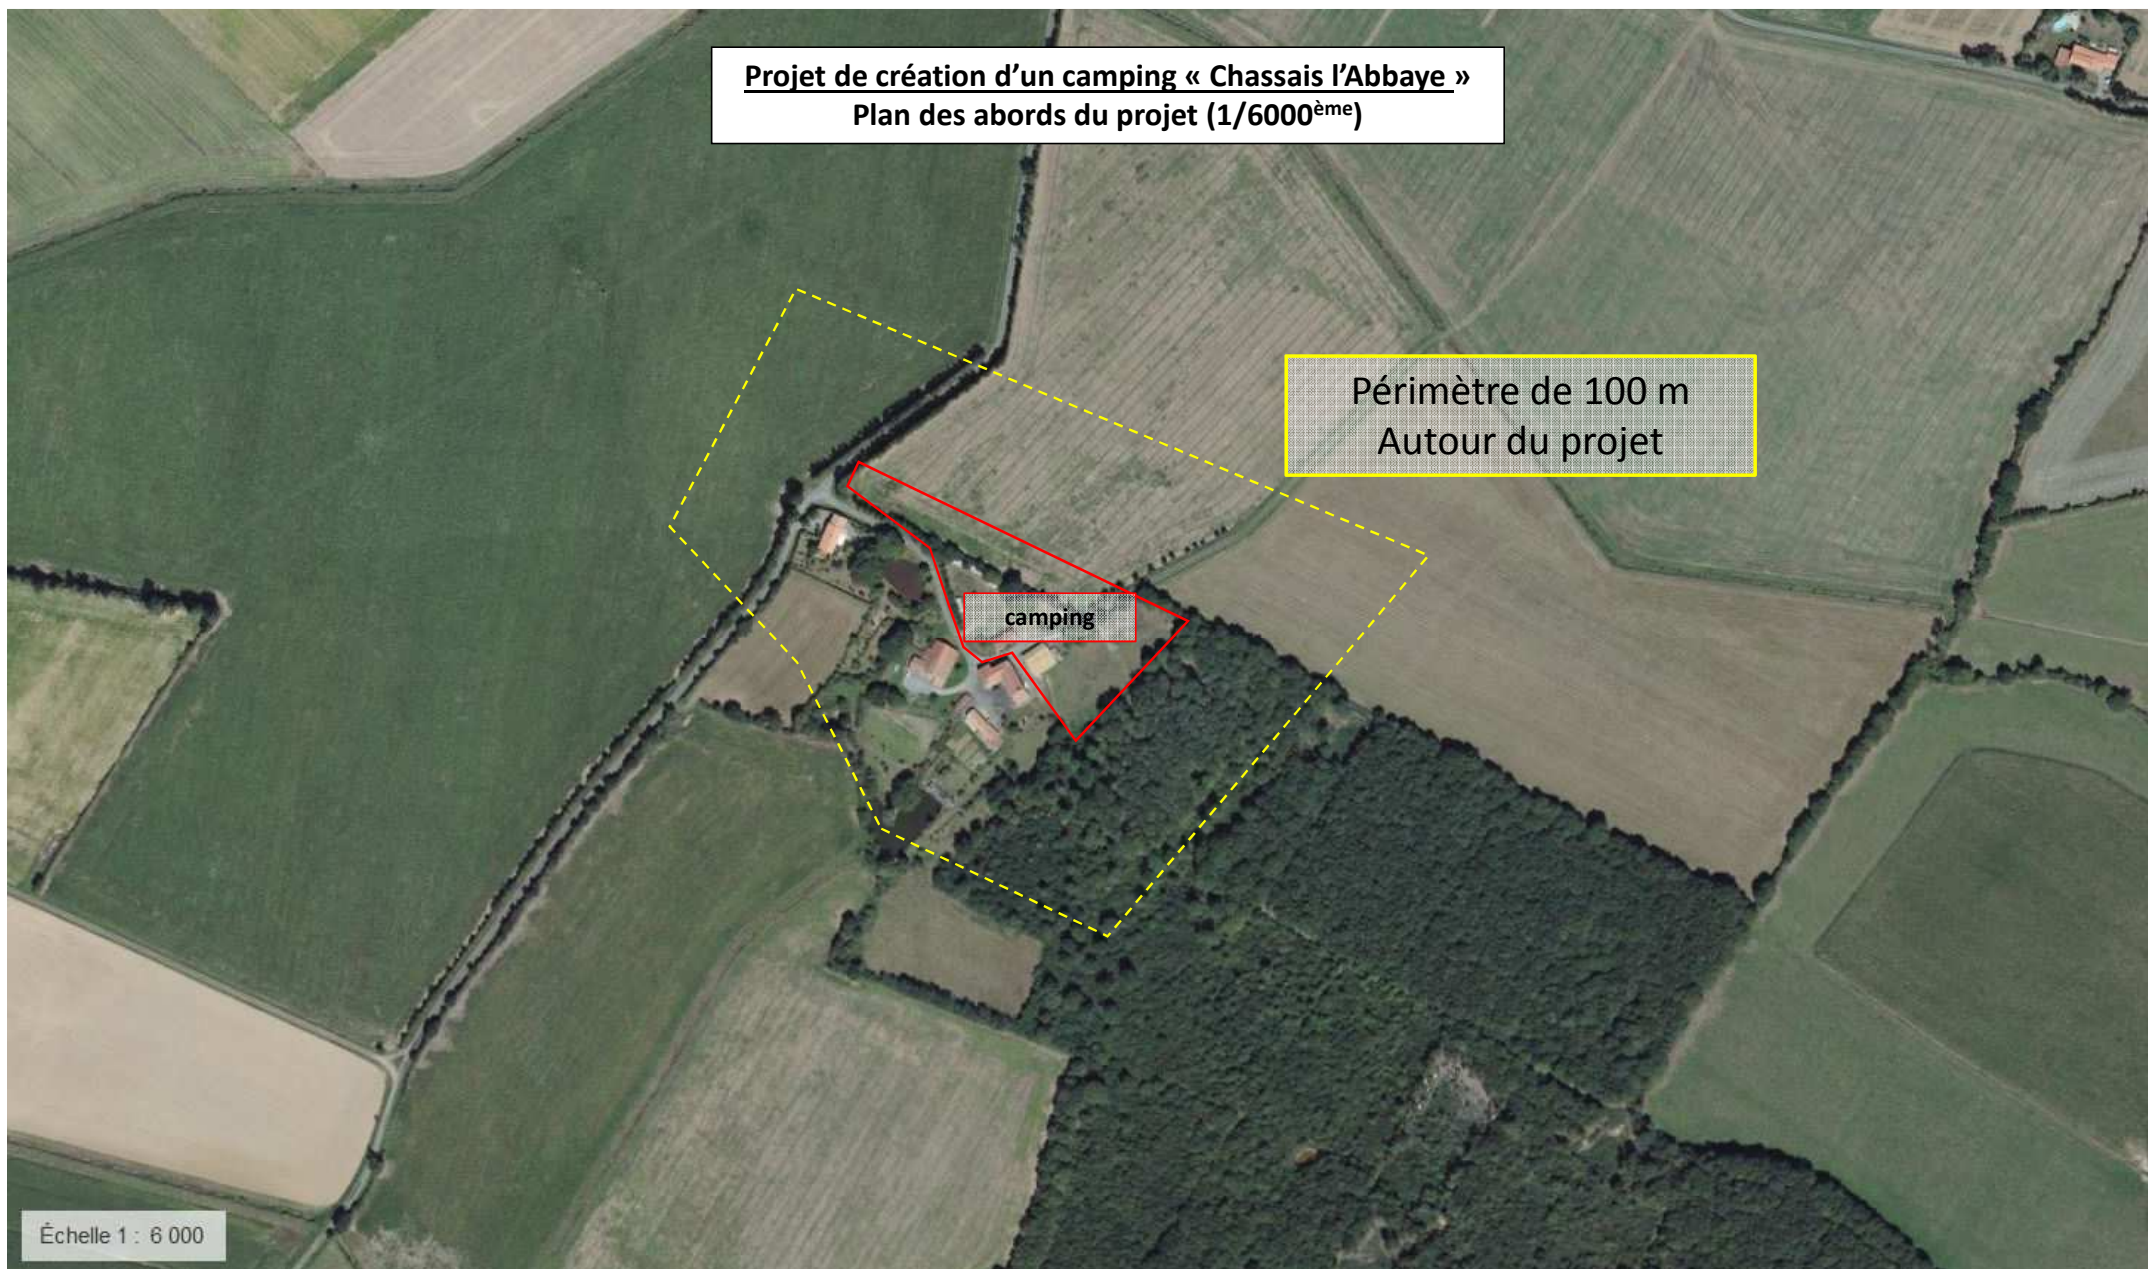 Projet de création d'un camping « Chassais l'Abbaye »
Plan des abords du projet (1/6000ème)
Périmètre de 100 m
Autour du projet
camping
Échelle 1 : 6 000